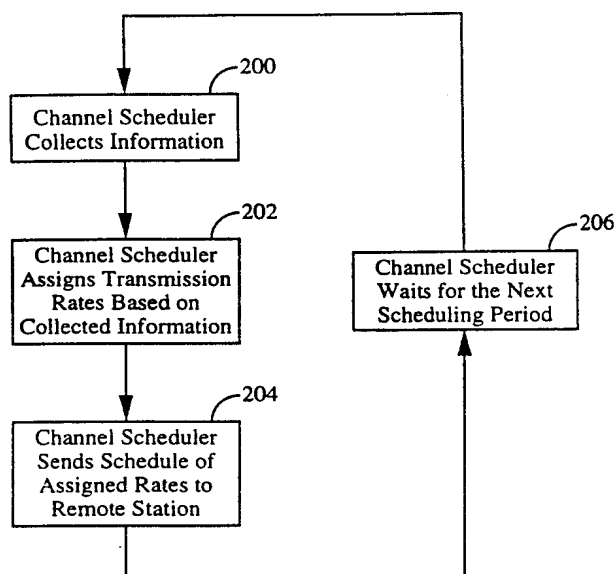 200
Channel Scheduler
Collects Information
202
Channel Scheduler
Assigns Transmission
Rates Based on
Collected Information
204
Channel Scheduler
Sends Schedule of
Assigned Rates to
Remote Station
206
Channel Scheduler
Waits for the Next
Scheduling Period